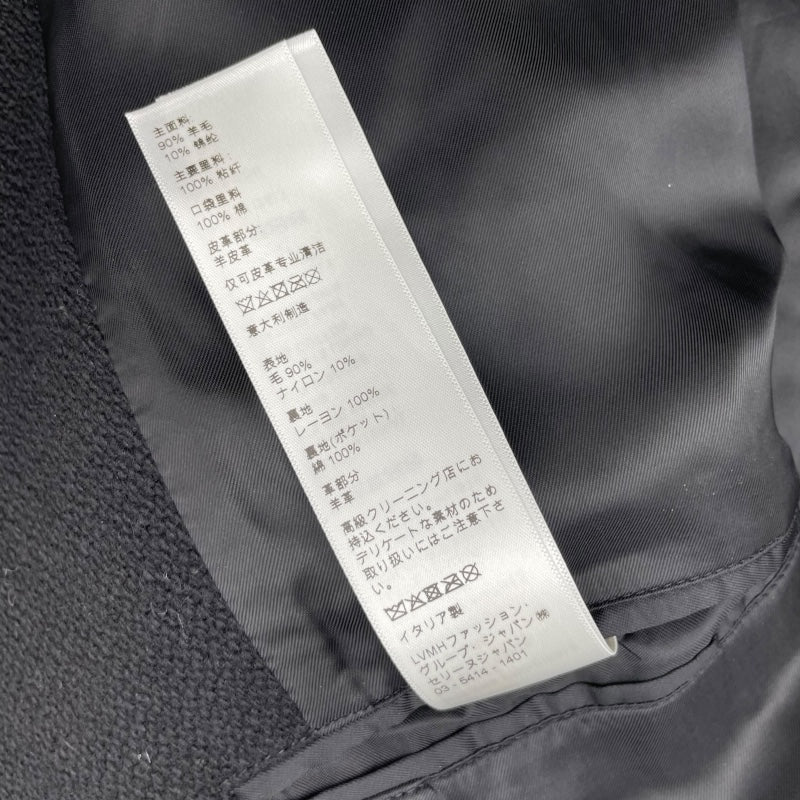 主面料
90% 羊毛
10% 锦纶
主要里料
100% 粘纤
口袋里料
100% 棉
皮革部分:
羊皮革
仅可皮革专业清洁
意大利制造
表地
毛 90%
ナイロン 10%
裏地
レーヨン 100%
裏地(ポケット)
綿 100%
革部分
羊革
高級クリーニング店にお
持込ください。
デリケートな素材のため
取り扱いにはご注意下さ
い。
イタリア製
LVMHファッション・
グループ・ジャパン㈱
セリーヌジャパン
03 - 5414 - 1401